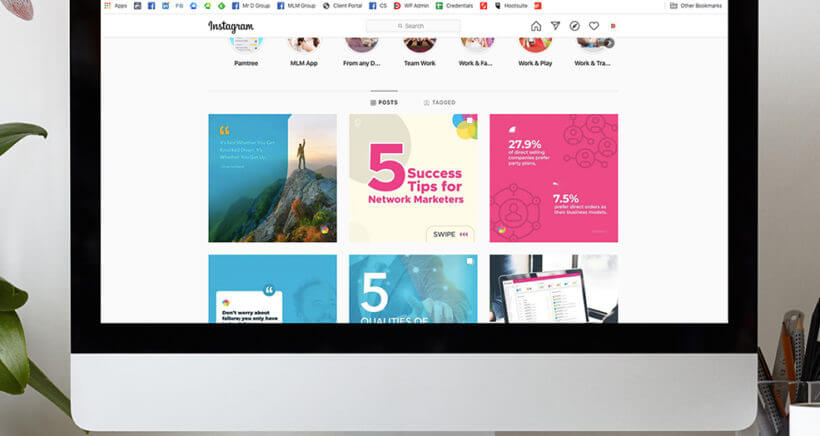 Apps
FB
Mr D Group
MLM Group
Client Portal
CS
WP Admin
Credentials
Hootsuite
Other Bookmarks
Instagram
Search
Pamtree
MLM App
From any D...
Team Work
Work & Fa...
Work & Play
Work & Tra...
POSTS
TAGGED
It's Not Whether You Get
Knocked Down, It's
Whether You Get Up.
5
Success
Tips for
Network Marketers
SWIPE
27.9%
of direct selling
companies prefer
party plans,
7.5%
prefer direct orders as
their business models.
Don't worry about
failure; you only have
5
QUALITIES OF